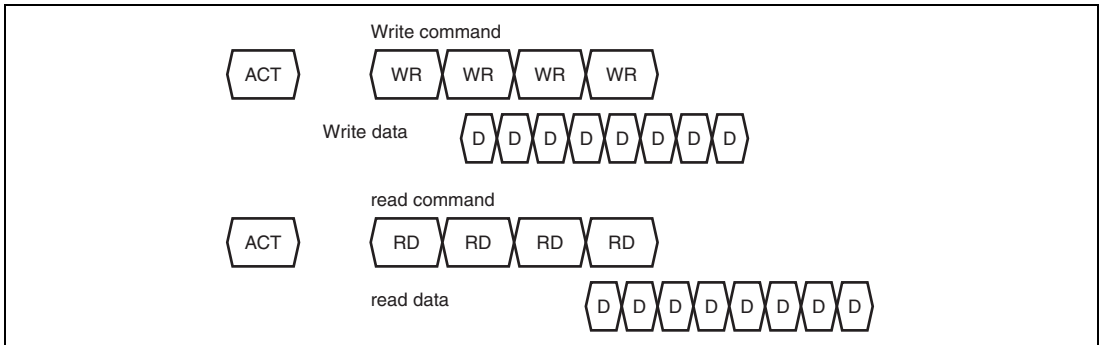 Write command
ACT WR WR WR WR
Write data D D D D D D D D
read command
ACT RD RD RD RD
read data D D D D D D D D